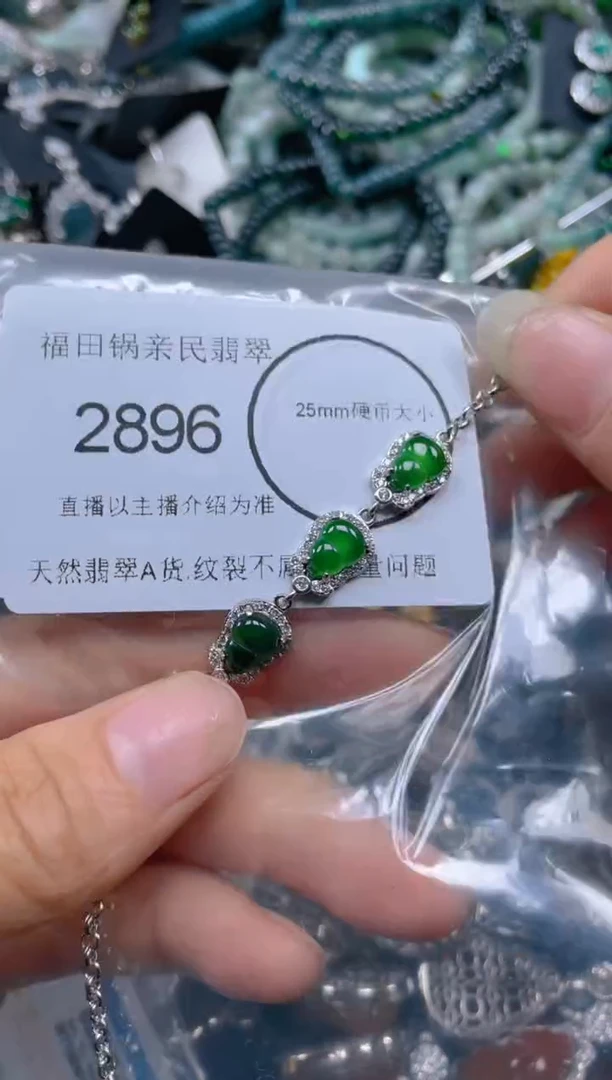 福田锅亲民翡翠
2896
25mm硬币大小
直播以主播介绍为准
天然翡翠A货.纹裂不属 量问题